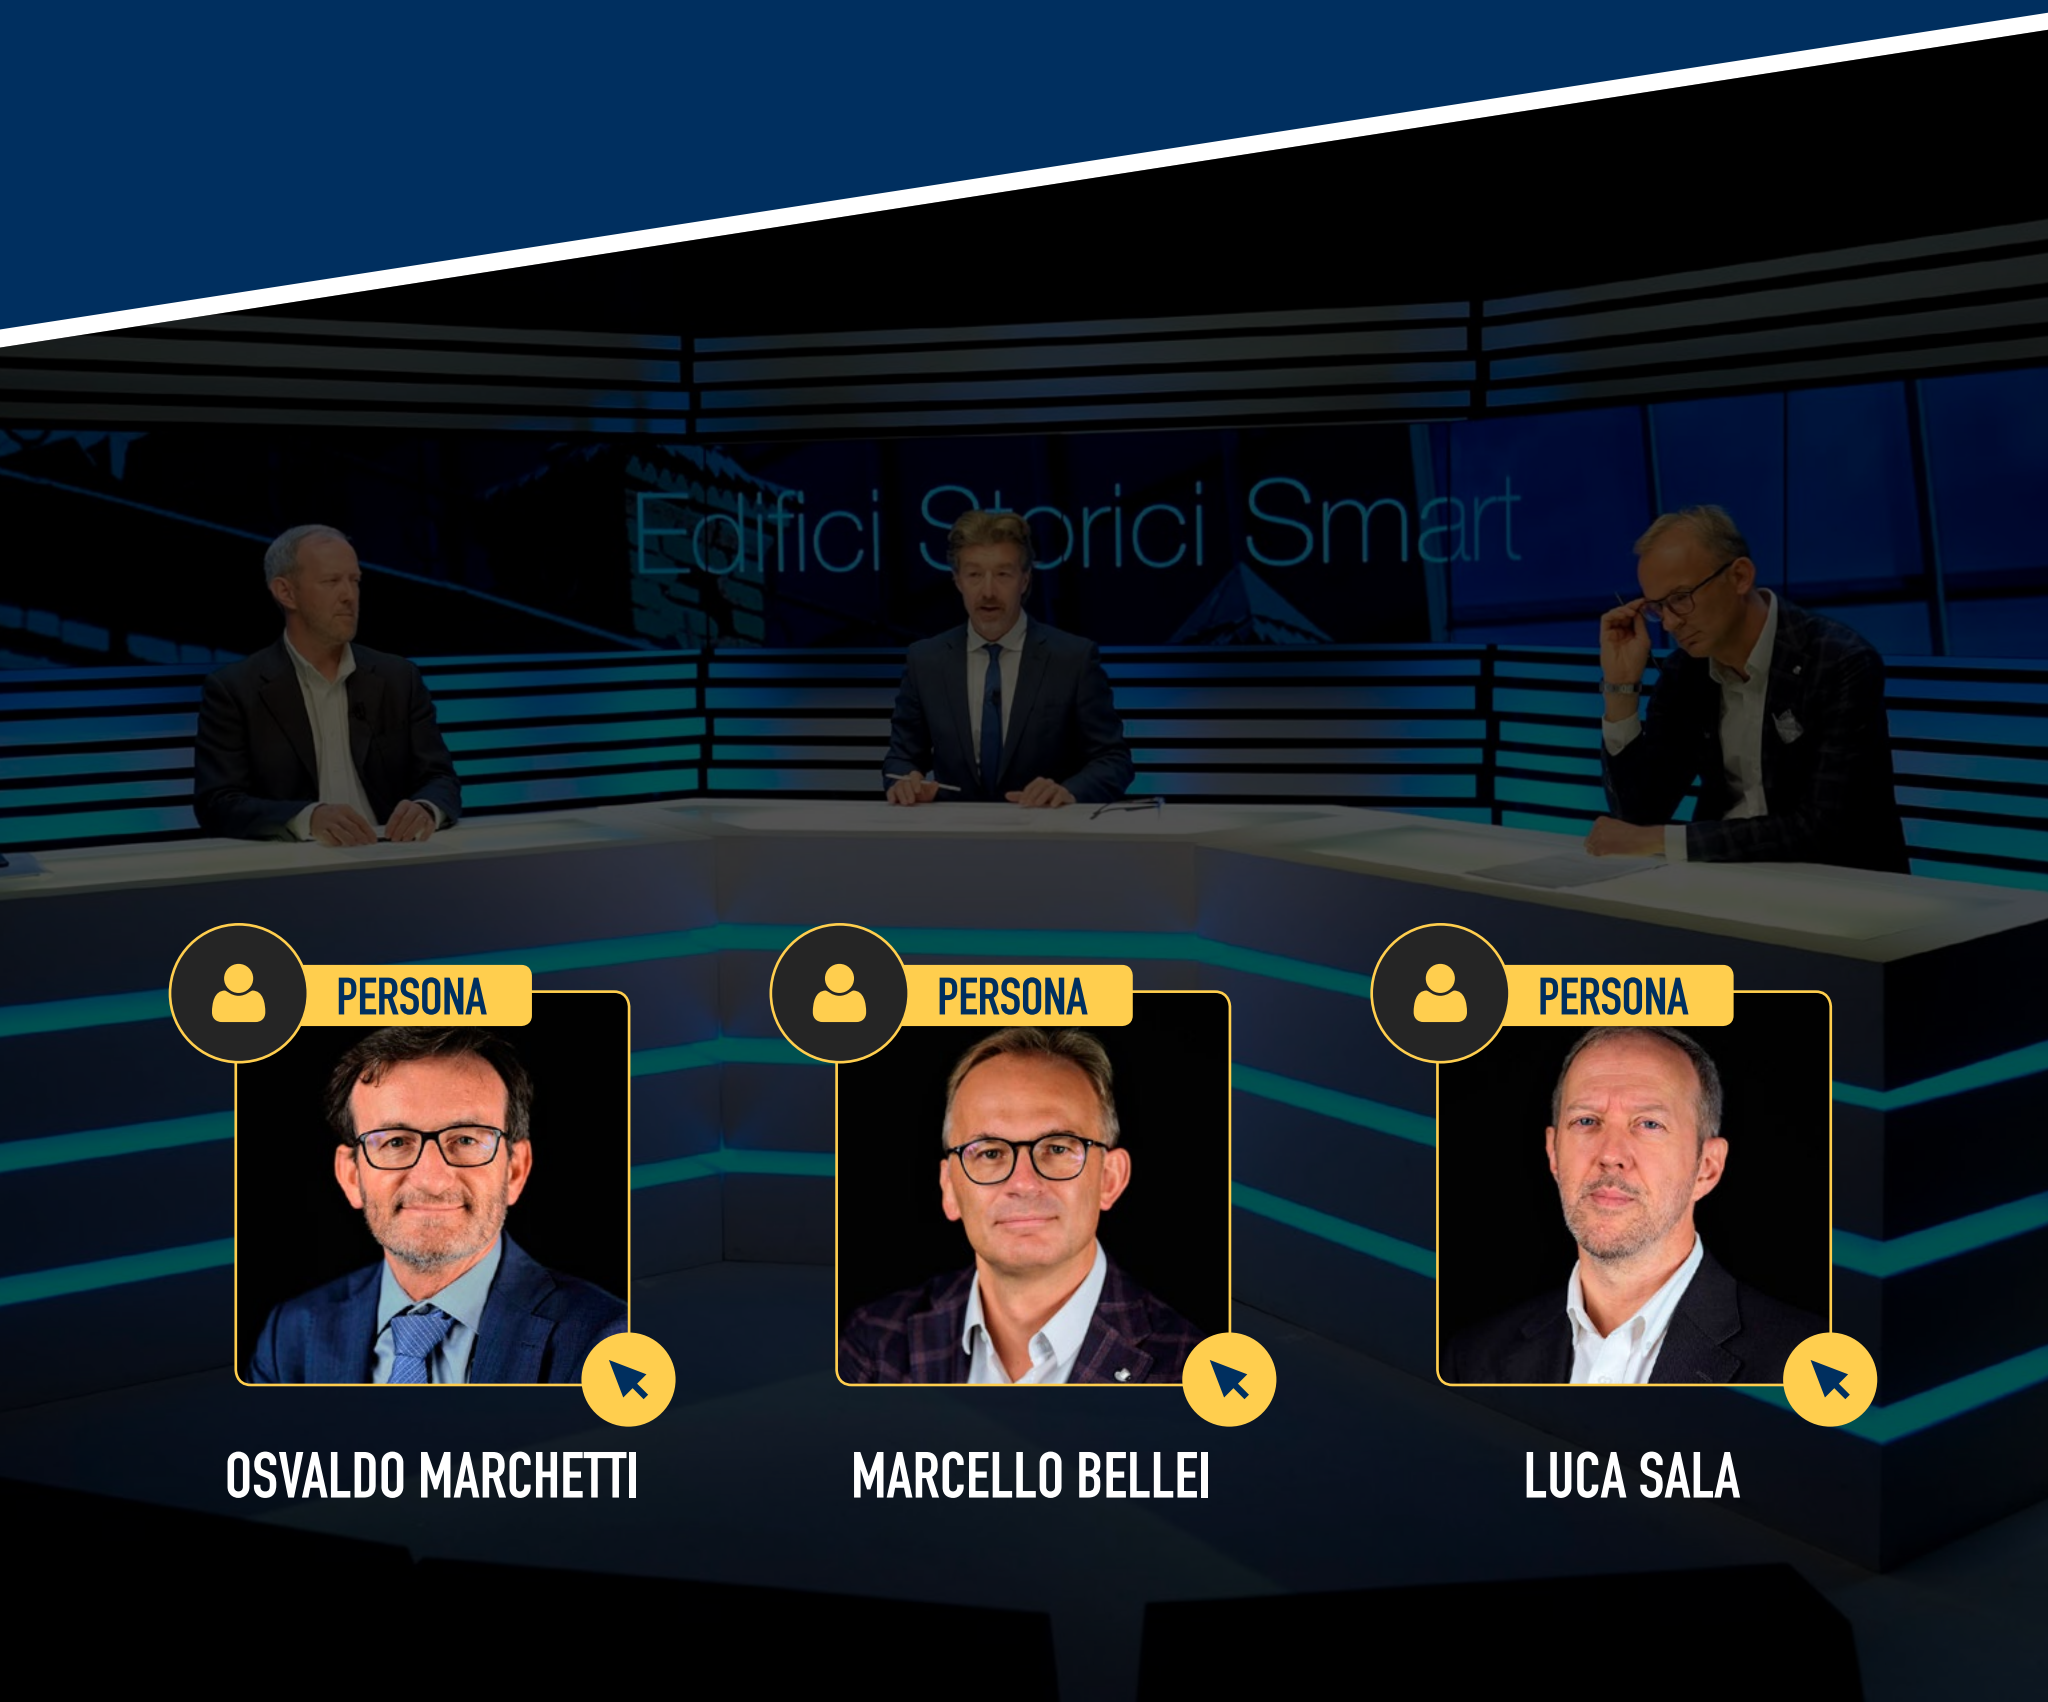 Edifici Storici Smart
PERSONA
PERSONA
PERSONA
OSVALDO MARCHETTI
MARCELLO BELLEI
LUCA SALA